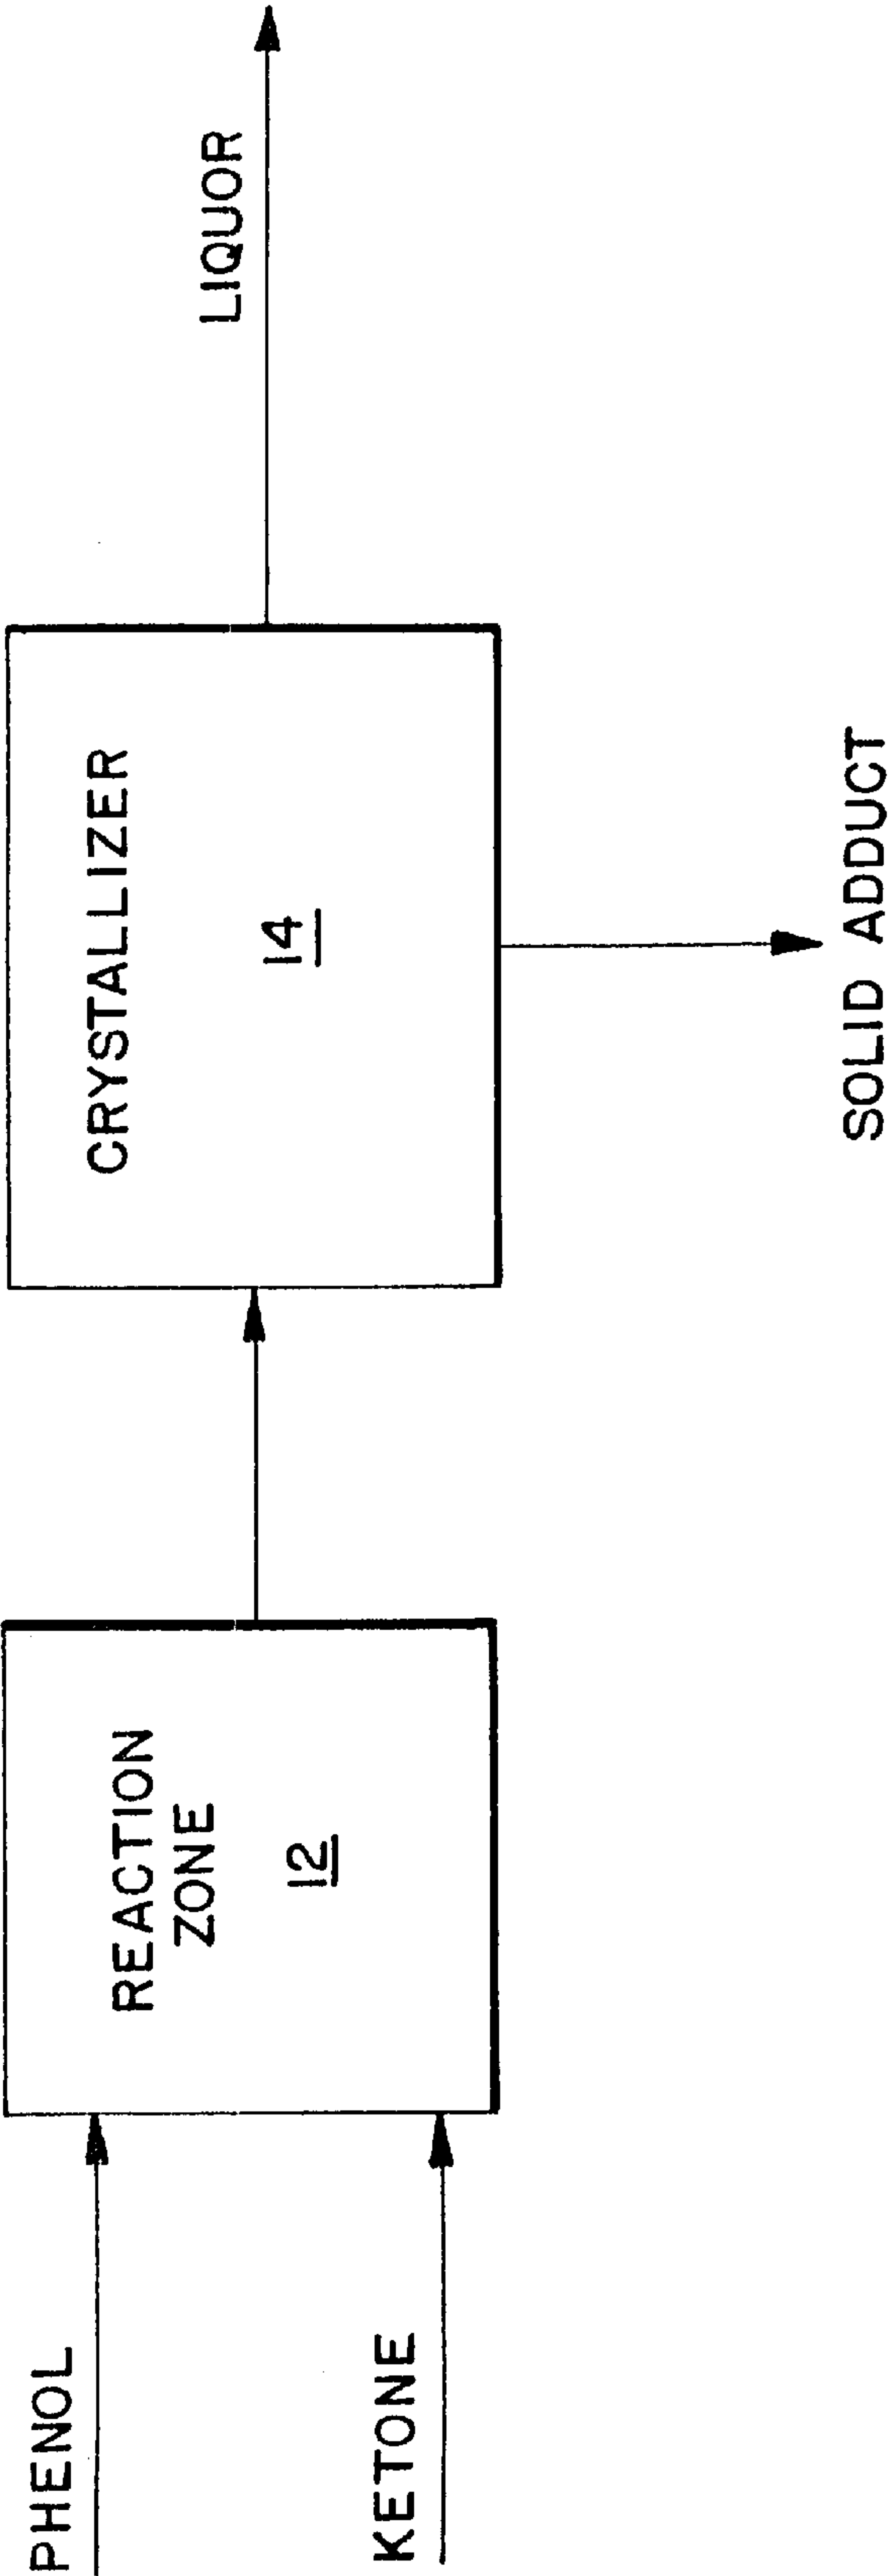 PHENOL
KETONE
REACTION
ZONE
12
CRYSTALLIZER
14
LIQUOR
SOLID ADDUCT